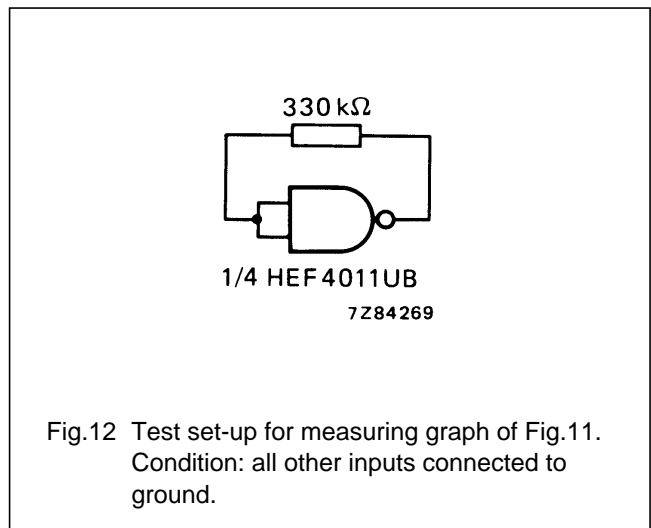 330 kΩ
1/4 HEF4011UB
7Z84269
Fig.12 Test set-up for measuring graph of Fig.11.
Condition: all other inputs connected to
ground.